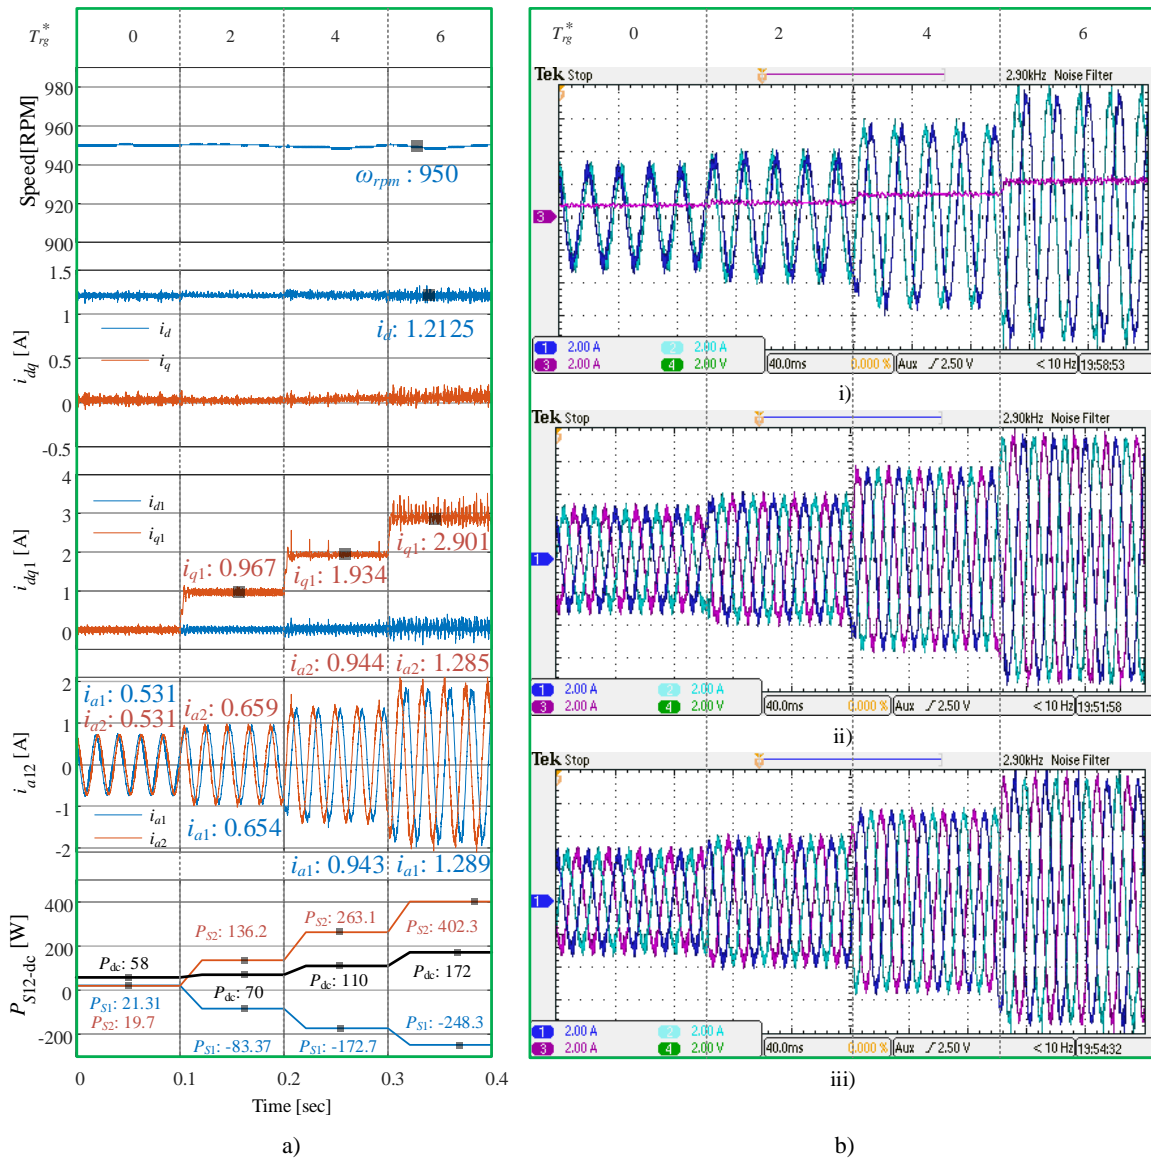 T*rg 0 2 4 6
Speed[RPM]
980
960
940
920
900
ωrpm : 950
idq [A]
1.5
1
0.5
0
-0.5
id
iq
id: 1.2125
idq1 [A]
4
3
2
1
0
id1
iq1
iq1: 0.967
iq1: 1.934
iq1: 2.901
ia12 [A]
2
1
0
-1
-2
ia2: 0.944
ia2: 1.285
ia1: 0.531
ia2: 0.531
ia2: 0.659
ia1: 0.654
ia1
ia2
ia1: 0.943
ia1: 1.289
PS12-dc [W]
400
200
0
-200
PS2: 136.2
PS2: 263.1
PS2: 402.3
Pdc: 58
Pdc: 70
Pdc: 110
Pdc: 172
PS1: 21.31
PS2: 19.7
PS1: -83.37
PS1: -172.7
PS1: -248.3
0 0.1 0.2 0.3 0.4
Time [sec]
a)
T*rg 0 2 4 6
Tek Stop 2.90kHz Noise Filter
3
1 2.00 A 2 2.00 A
3 2.00 A 4 2.00 V
40.0ms 0.000 % Aux 2.50 V < 10 Hz 19:58:53
i)
Tek Stop 2.90kHz Noise Filter
1
1 2.00 A 2 2.00 A
3 2.00 A 4 2.00 V
40.0ms 0.000 % Aux 2.50 V < 10 Hz 19:51:58
ii)
Tek Stop 2.90kHz Noise Filter
1
1 2.00 A 2 2.00 A
3 2.00 A 4 2.00 V
40.0ms 0.000 % Aux 2.50 V < 10 Hz 19:54:32
iii)
b)